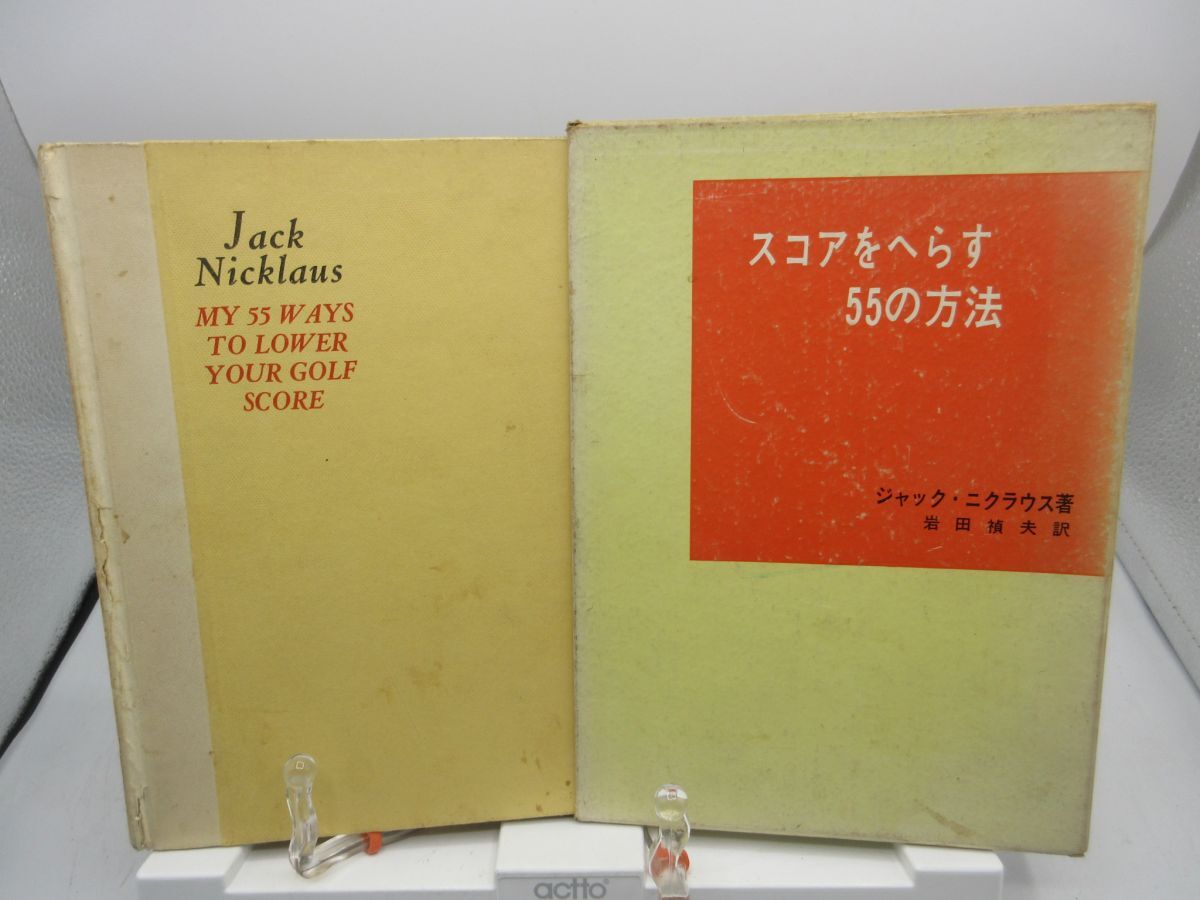 Jack
Nicklaus
MY 55 WAYS
TO LOWER
YOUR GOLF
SCORE
スコアをへらす
55の方法
ジャック・ニクラウス著
岩田禎夫訳
actto